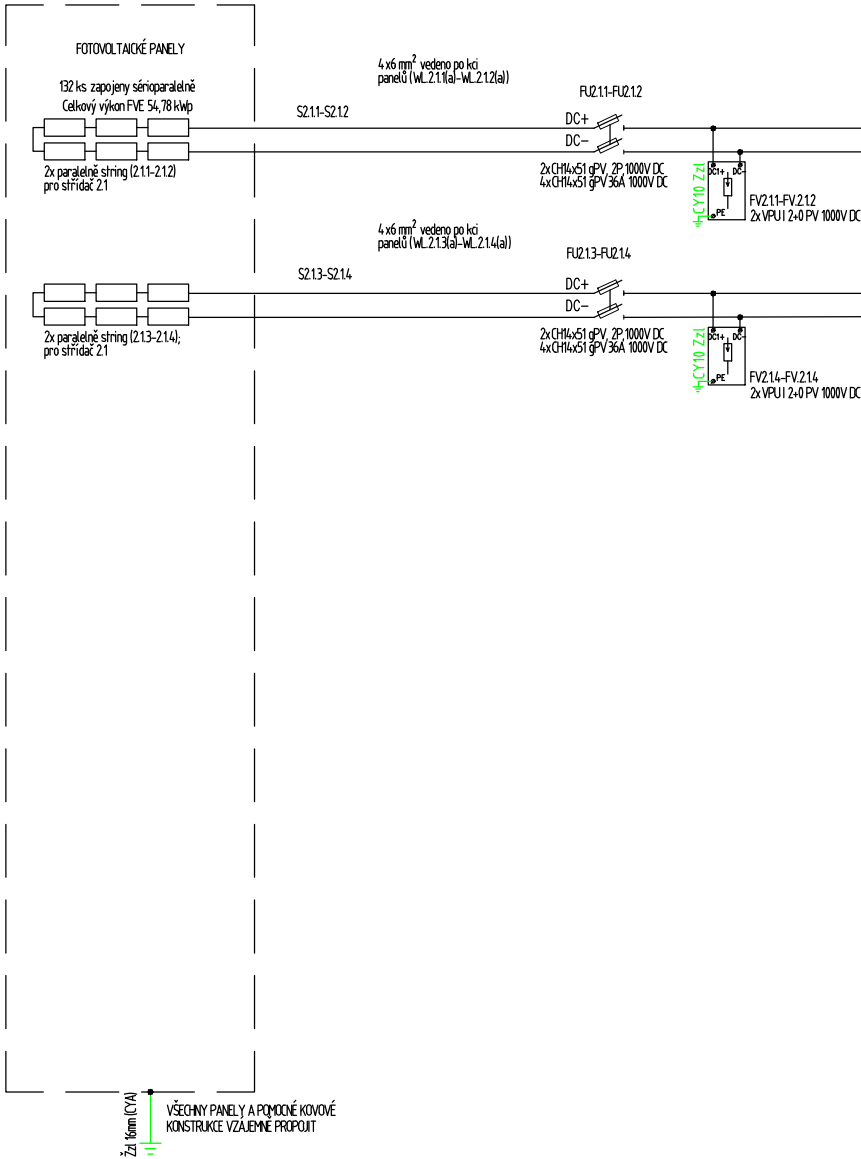 FOTOVOLTAICKÉ PANELY
132 ks zapojeny sérioparalelně
Celkový výkon FVE 54,78 kWp
2x paralelně string (2.1.1-2.1.2)
pro střídač 2.1
S2.1.1-S2.1.2
4x6 mm² vedeno po kci
panelů (WL.2.1.1(a)-WL.2.1.2(a))
FU2.1.1-FU2.1.2
DC+
DC−
2xCH14x51 gPV, 2P,1000V DC
4xCH14x51 gPV 36A 1000V DC
CY10 Zzl
DC1+
DC-
PE
FV2.1.1-FV.2.1.2
2x VPU I 2+0 PV 1000V DC
2x paralelně string (2.1.3-2.1.4);
pro střídač 2.1
S2.1.3-S2.1.4
4x6 mm² vedeno po kci
panelů (WL.2.1.3(a)-WL.2.1.4(a))
FU2.1.3-FU2.1.4
DC+
DC−
2xCH14x51 gPV, 2P,1000V DC
4xCH14x51 gPV 36A 1000V DC
CY10 Zzl
DC1+
DC-
PE
FV2.1.4-FV.2.1.4
2x VPU I 2+0 PV 1000V DC
Žzl 16mm (CYA)
VŠECHNY PANELY A POMOCNÉ KOVOVÉ
KONSTRUKCE VZÁJEMNĚ PROPOJIT